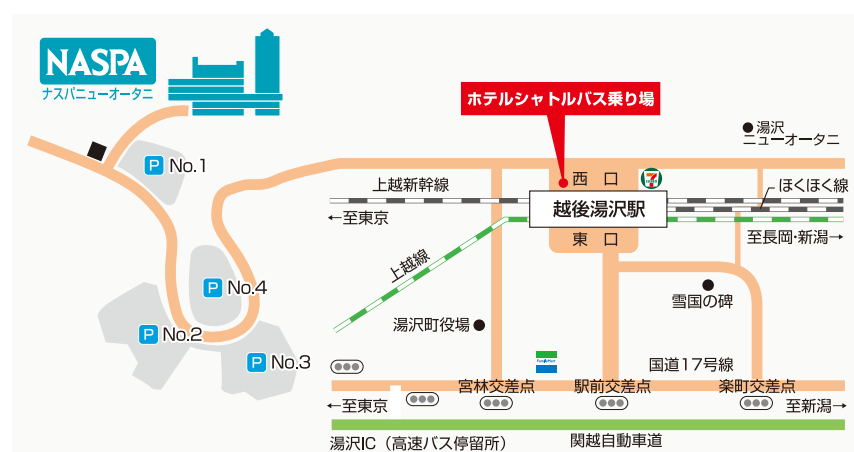 NASPA
ナスパニューオータニ
ホテルシャトルバス乗り場
湯沢
ニューオータニ
P No.1
西 口
7
上越新幹線
ほくほく線
越後湯沢駅
←至東京
東 口
至長岡・新潟→
上越線
P No.4
雪国の碑
湯沢町役場
P No.2
P No.3
FamilyMart
国道17号線
宮林交差点
駅前交差点
楽町交差点
←至東京
至新潟→
湯沢IC（高速バス停留所）
関越自動車道